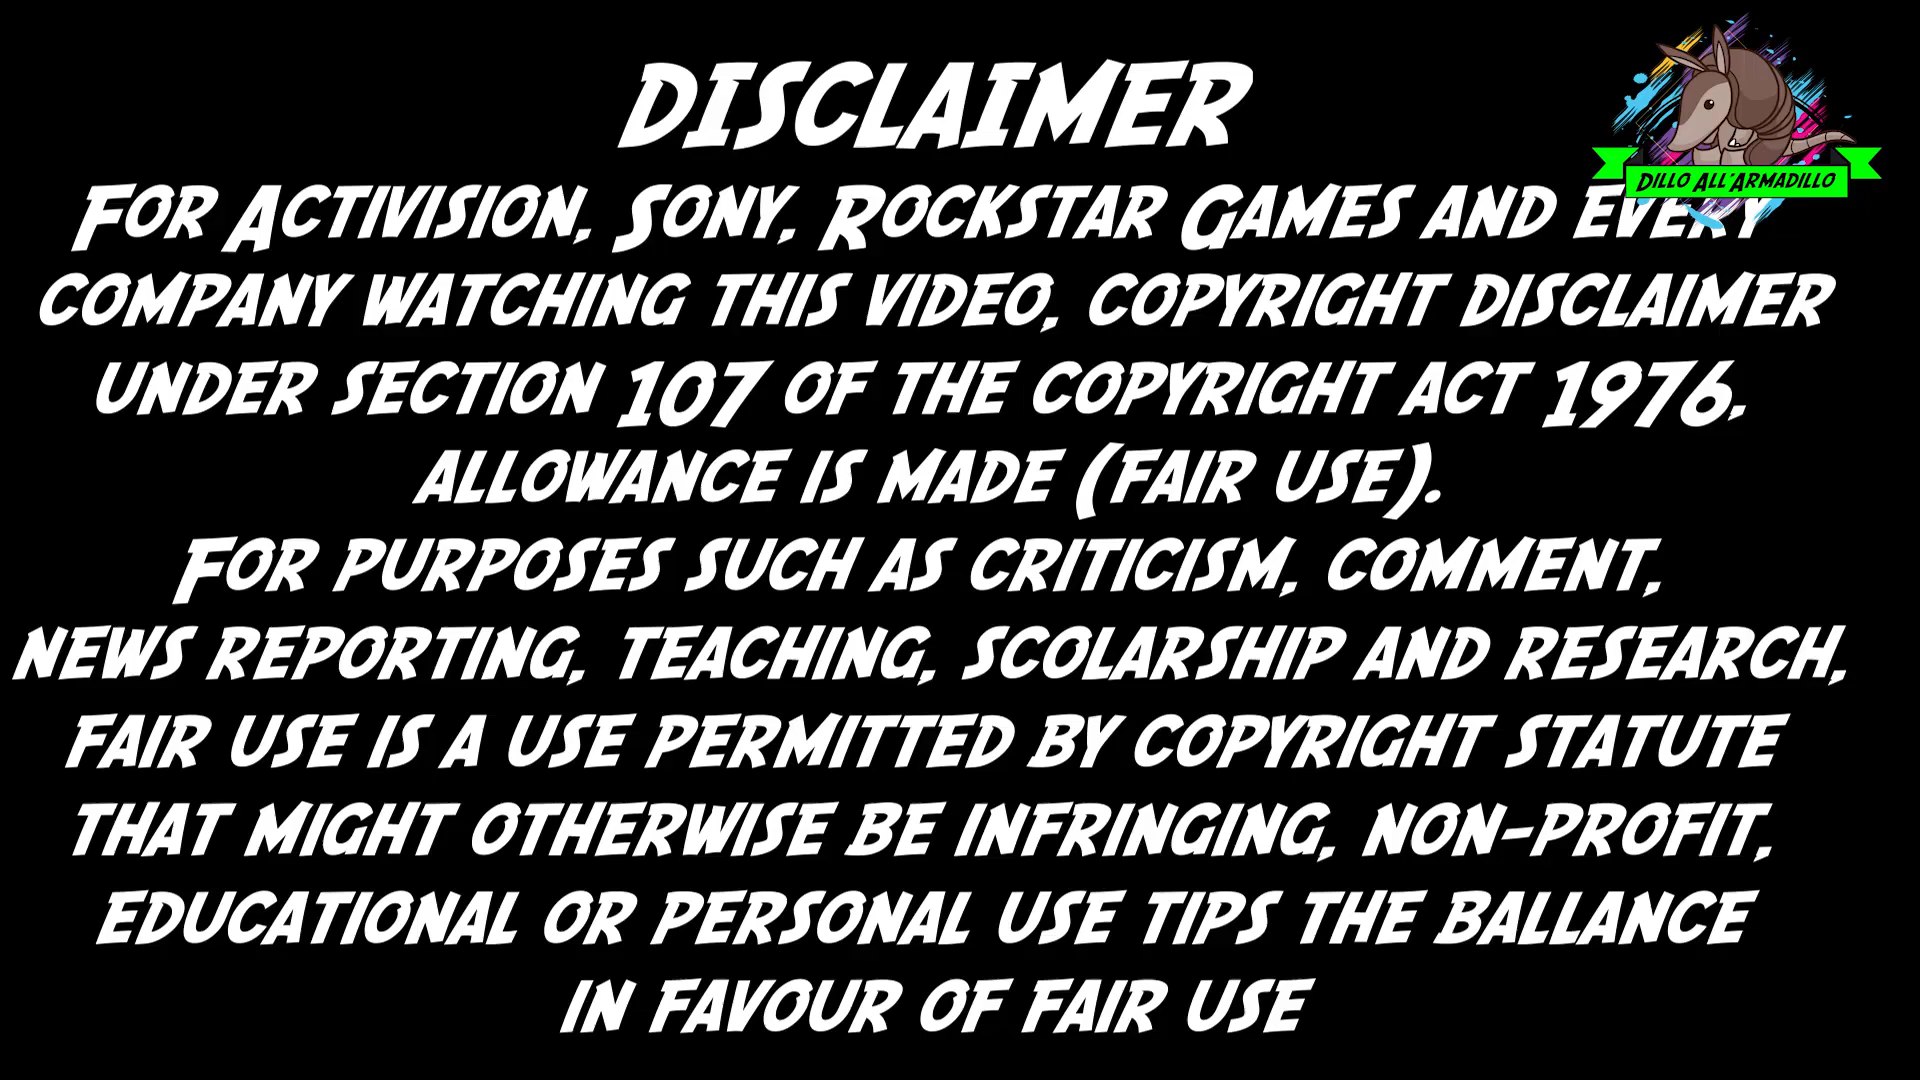 DISCLAIMER
DILLO ALL'ARMADILLO
FOR ACTIVISION, SONY, ROCKSTAR GAMES AND EVERY
COMPANY WATCHING THIS VIDEO, COPYRIGHT DISCLAIMER
UNDER SECTION 107 OF THE COPYRIGHT ACT 1976,
ALLOWANCE IS MADE (FAIR USE).
FOR PURPOSES SUCH AS CRITICISM, COMMENT,
NEWS REPORTING, TEACHING, SCOLARSHIP AND RESEARCH,
FAIR USE IS A USE PERMITTED BY COPYRIGHT STATUTE
THAT MIGHT OTHERWISE BE INFRINGING, NON-PROFIT,
EDUCATIONAL OR PERSONAL USE TIPS THE BALLANCE
IN FAVOUR OF FAIR USE